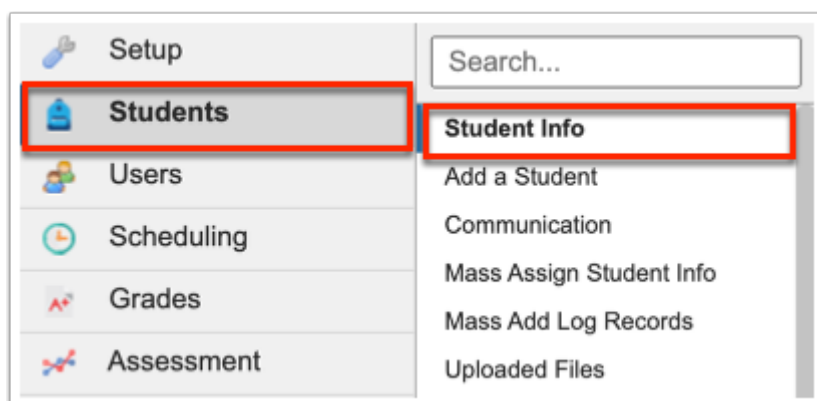 Setup
Students
Users
Scheduling
A+ Grades
Assessment
Search...
Student Info
Add a Student
Communication
Mass Assign Student Info
Mass Add Log Records
Uploaded Files